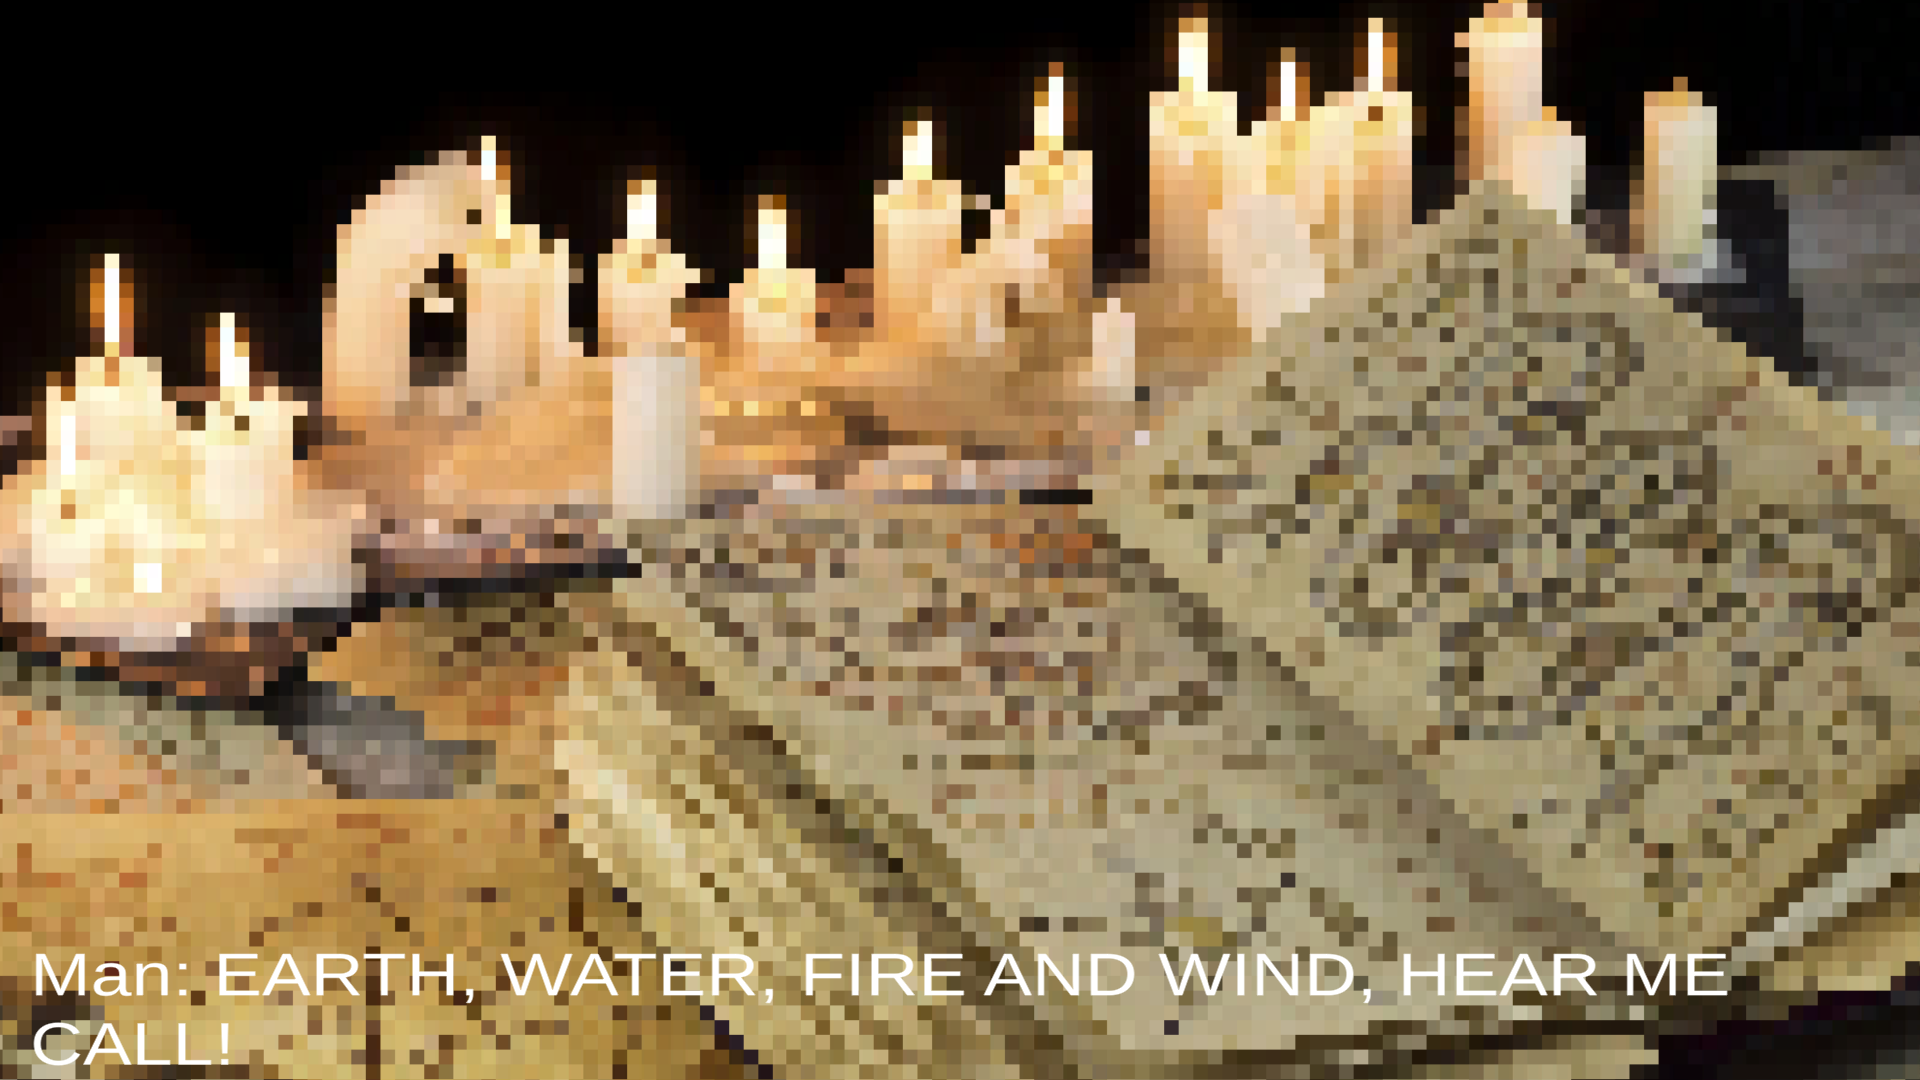 Man: EARTH, WATER, FIRE AND WIND, HEAR ME
CALL!